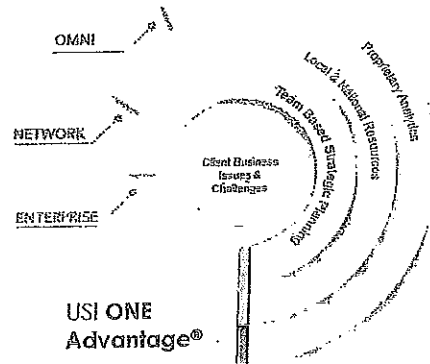 OMNI
NETWORK
ENTERPRISE
Client Business
Issues &
Challenges
Team Based Strategic Planning
Local & National Resources
Proprietary Analytics
USI ONE
Advantage®